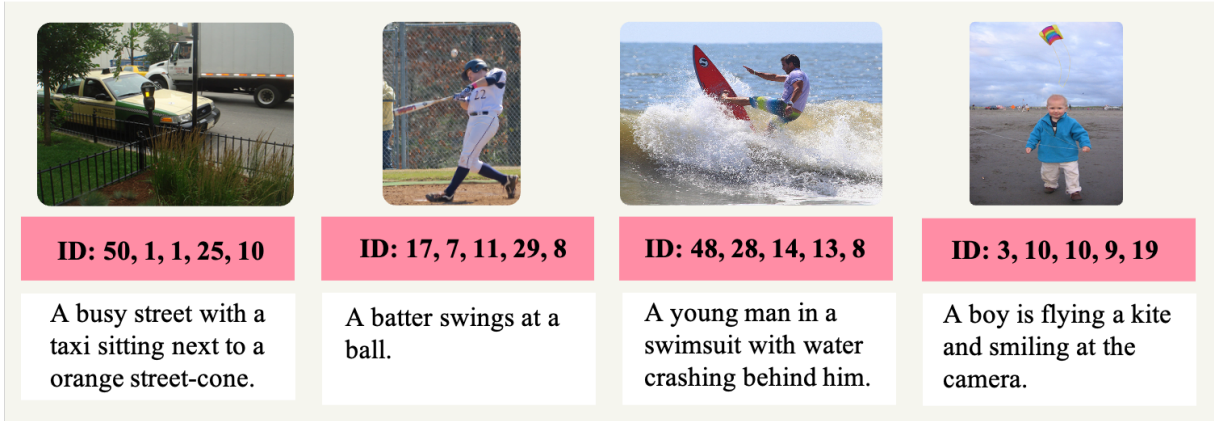 ID: 50, 1, 1, 25, 10
A busy street with a
taxi sitting next to a
orange street-cone.
22
ID: 17, 7, 11, 29, 8
A batter swings at a
ball.
ID: 48, 28, 14, 13, 8
A young man in a
swimsuit with water
crashing behind him.
ID: 3, 10, 10, 9, 19
A boy is flying a kite
and smiling at the
camera.